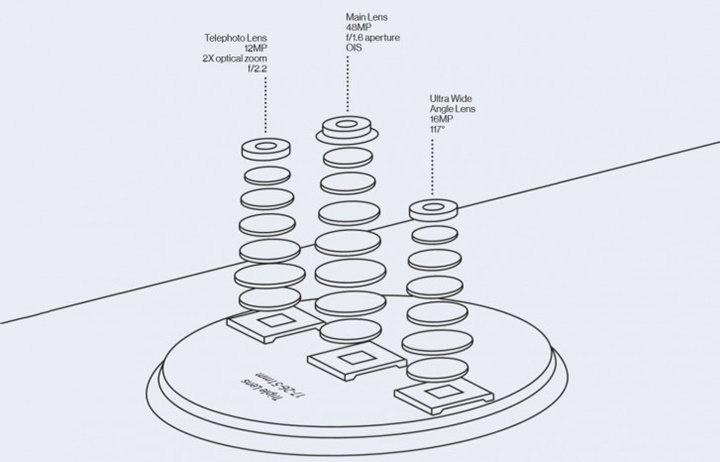 Telephoto Lens
12MP
2X optical zoom
f/2.2
Main Lens
48MP
f/1.6 aperture
OIS
Ultra Wide
Angle Lens
16MP
117°
Triple Lens
17-26-51mm